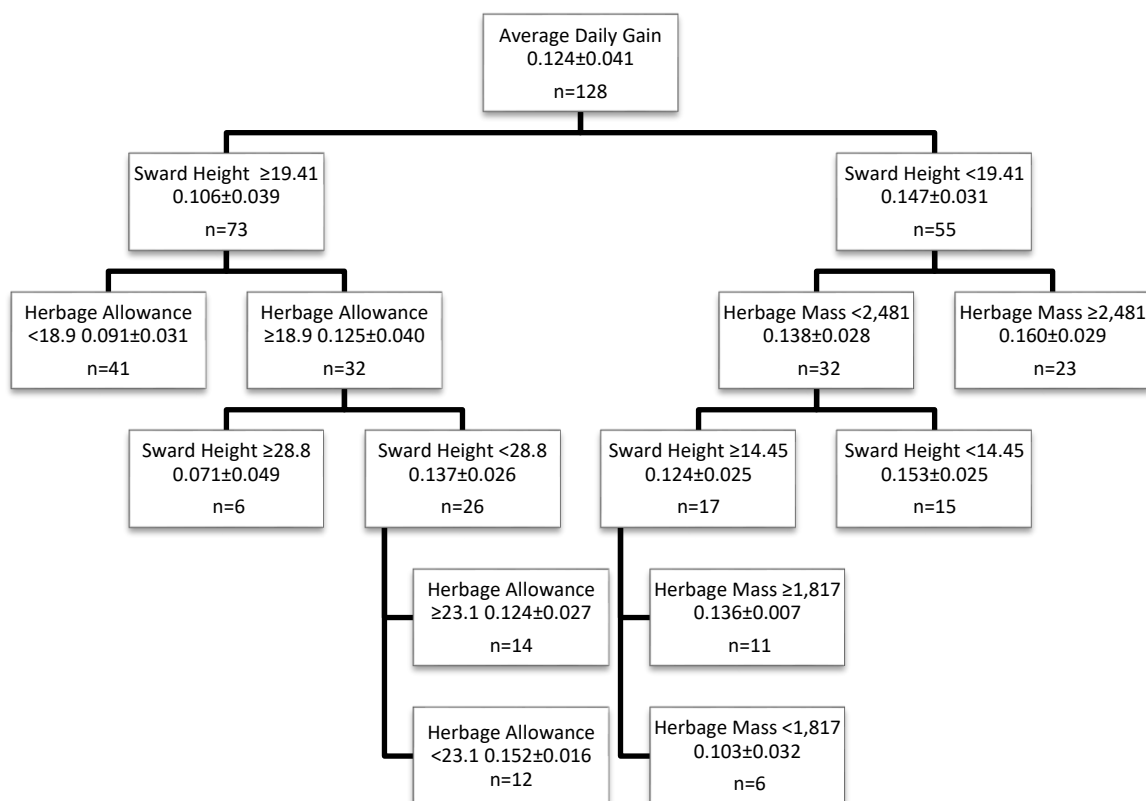 Average Daily Gain
0.124±0.041
n=128
Sward Height ≥19.41
0.106±0.039
n=73
Sward Height <19.41
0.147±0.031
n=55
Herbage Allowance
<18.9 0.091±0.031
n=41
Herbage Allowance
≥18.9 0.125±0.040
n=32
Herbage Mass <2,481
0.138±0.028
n=32
Herbage Mass ≥2,481
0.160±0.029
n=23
Sward Height ≥28.8
0.071±0.049
n=6
Sward Height <28.8
0.137±0.026
n=26
Sward Height ≥14.45
0.124±0.025
n=17
Sward Height <14.45
0.153±0.025
n=15
Herbage Allowance
≥23.1 0.124±0.027
n=14
Herbage Mass ≥1,817
0.136±0.007
n=11
Herbage Allowance
<23.1 0.152±0.016
n=12
Herbage Mass <1,817
0.103±0.032
n=6